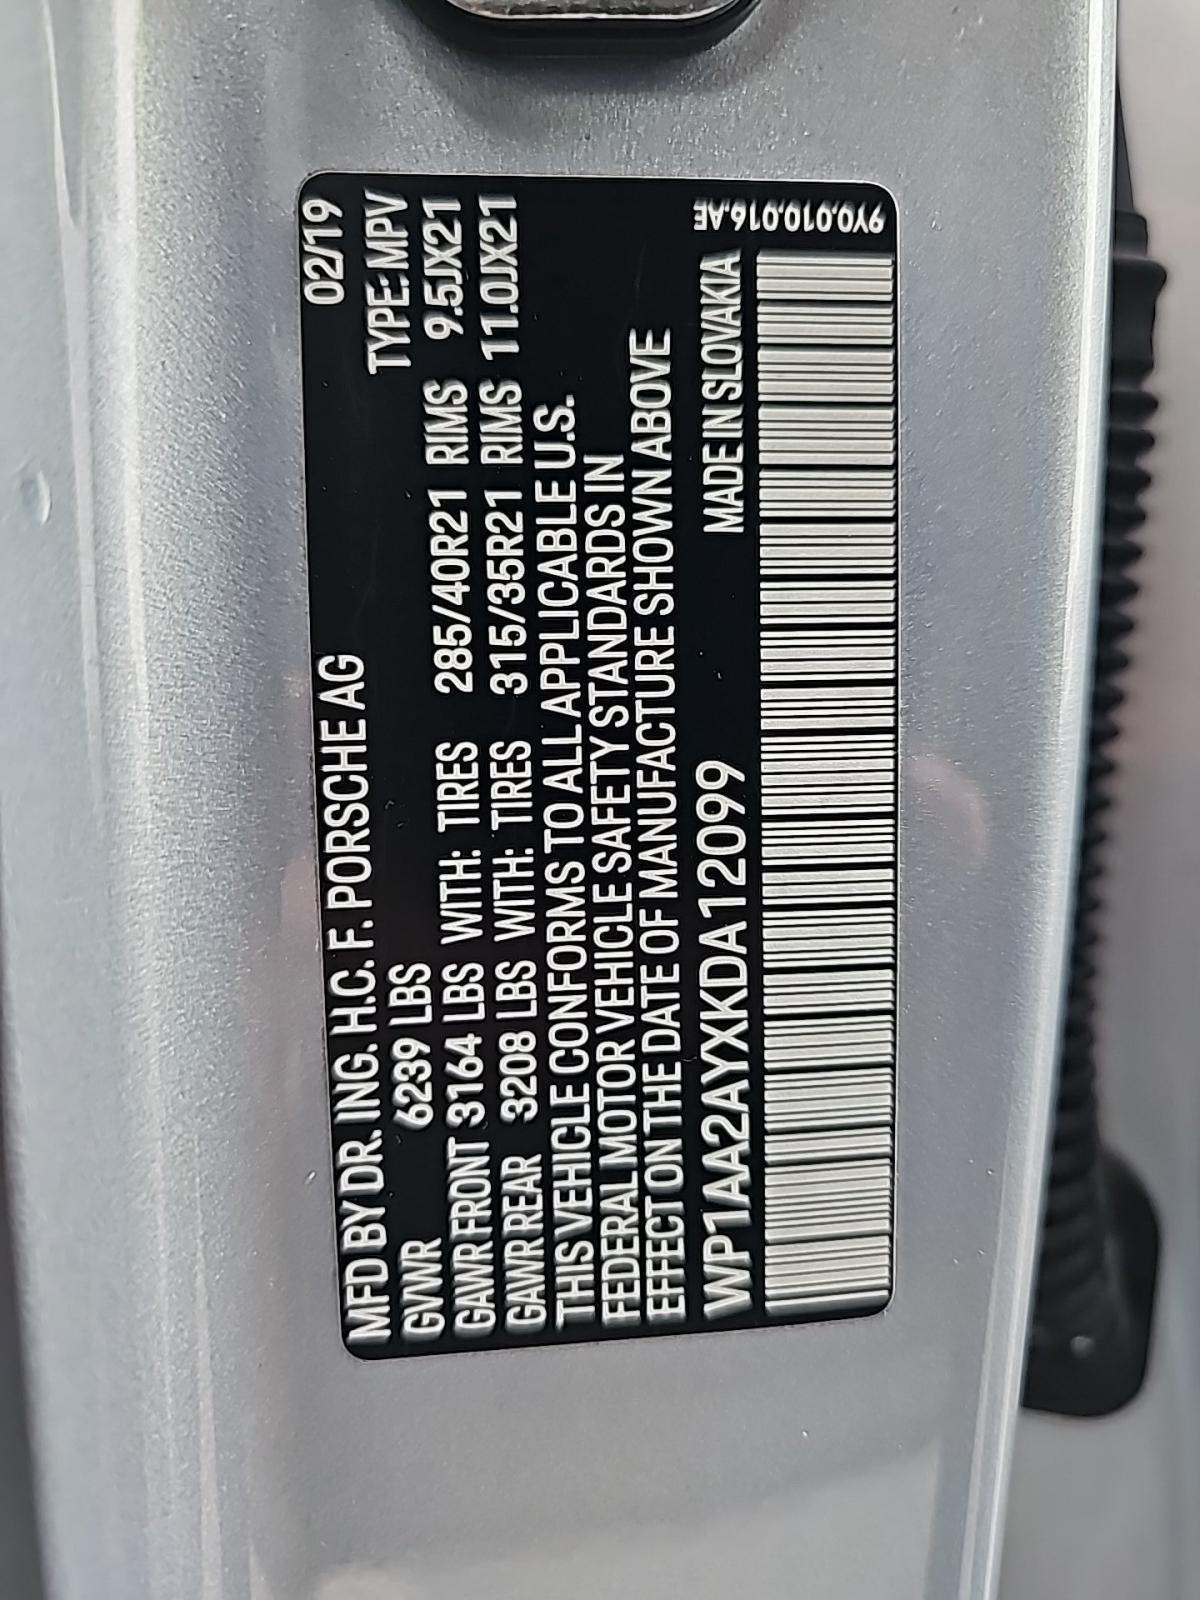 MFD BY DR. ING. H.C. F. PORSCHE AG 02/19
GVWR 6239 LBS TYPE: MPV
GAWR FRONT 3164 LBS WITH: TIRES 285/40R21 RIMS 9.5JX21
GAWR REAR 3208 LBS WITH: TIRES 315/35R21 RIMS 11.0JX21
THIS VEHICLE CONFORMS TO ALL APPLICABLE U.S.
FEDERAL MOTOR VEHICLE SAFETY STANDARDS IN
EFFECT ON THE DATE OF MANUFACTURE SHOWN ABOVE
WP1AA2AYXKDA12099 MADE IN SLOVAKIA
9Y0.010.016.AE